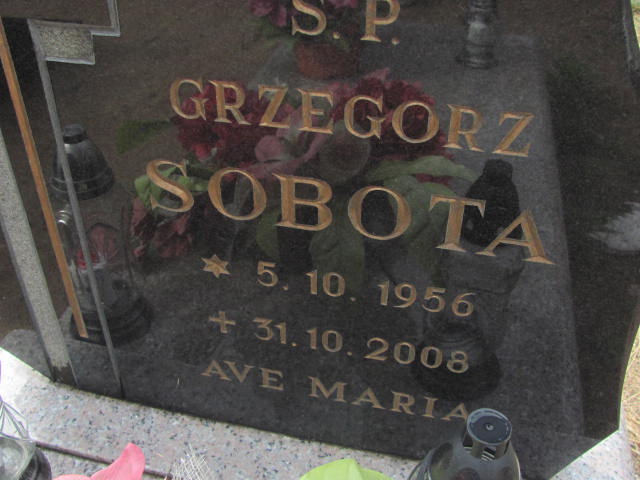 Ś. P.
GRZEGORZ
SOBOTA
* 5. 10. 1956
+ 31. 10. 2008
AVE MARIA